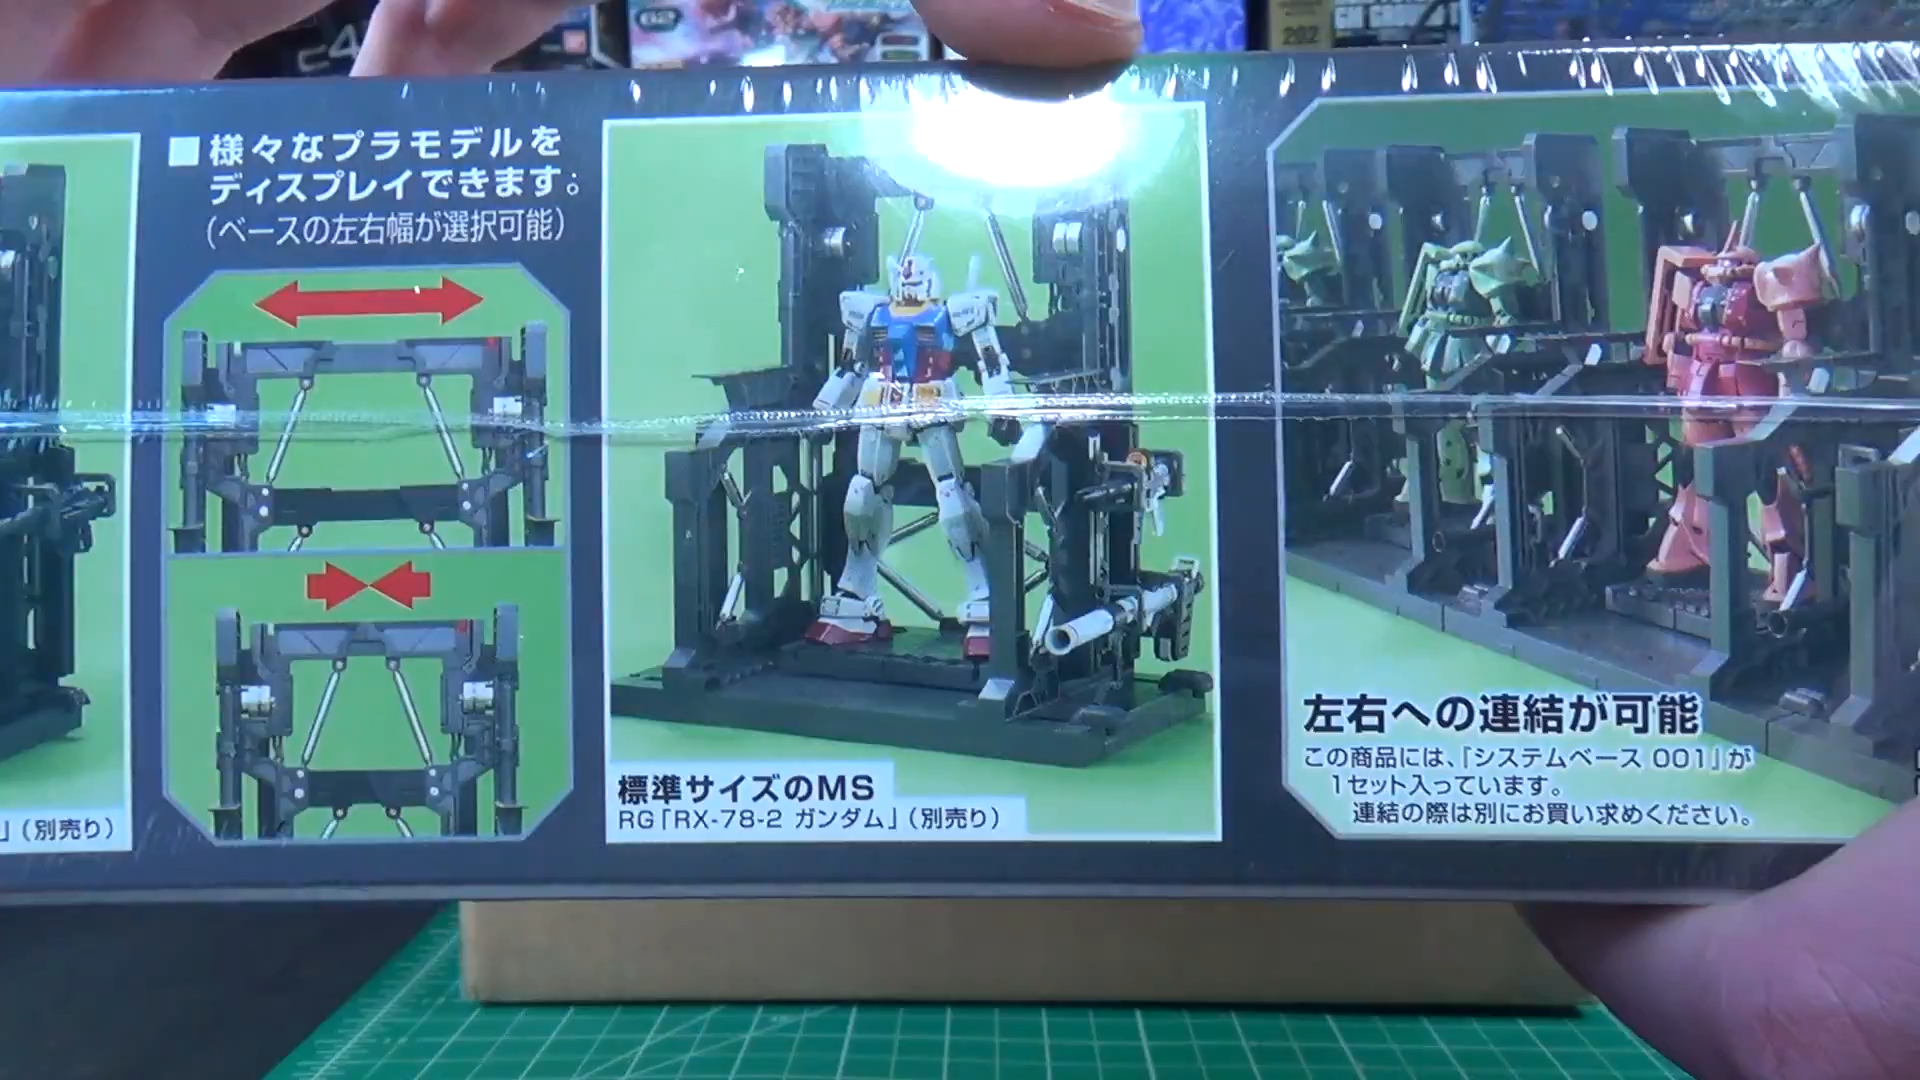 C4
62
202
■様々なプラモデルを
ディスプレイできます。
(ベースの左右幅が選択可能)
」(別売り)
標準サイズのMS
RG「RX-78-2 ガンダム」(別売り)
左右への連結が可能
この商品には、『システムベース 001』が
1セット入っています。
連結の際は別にお買い求めください。